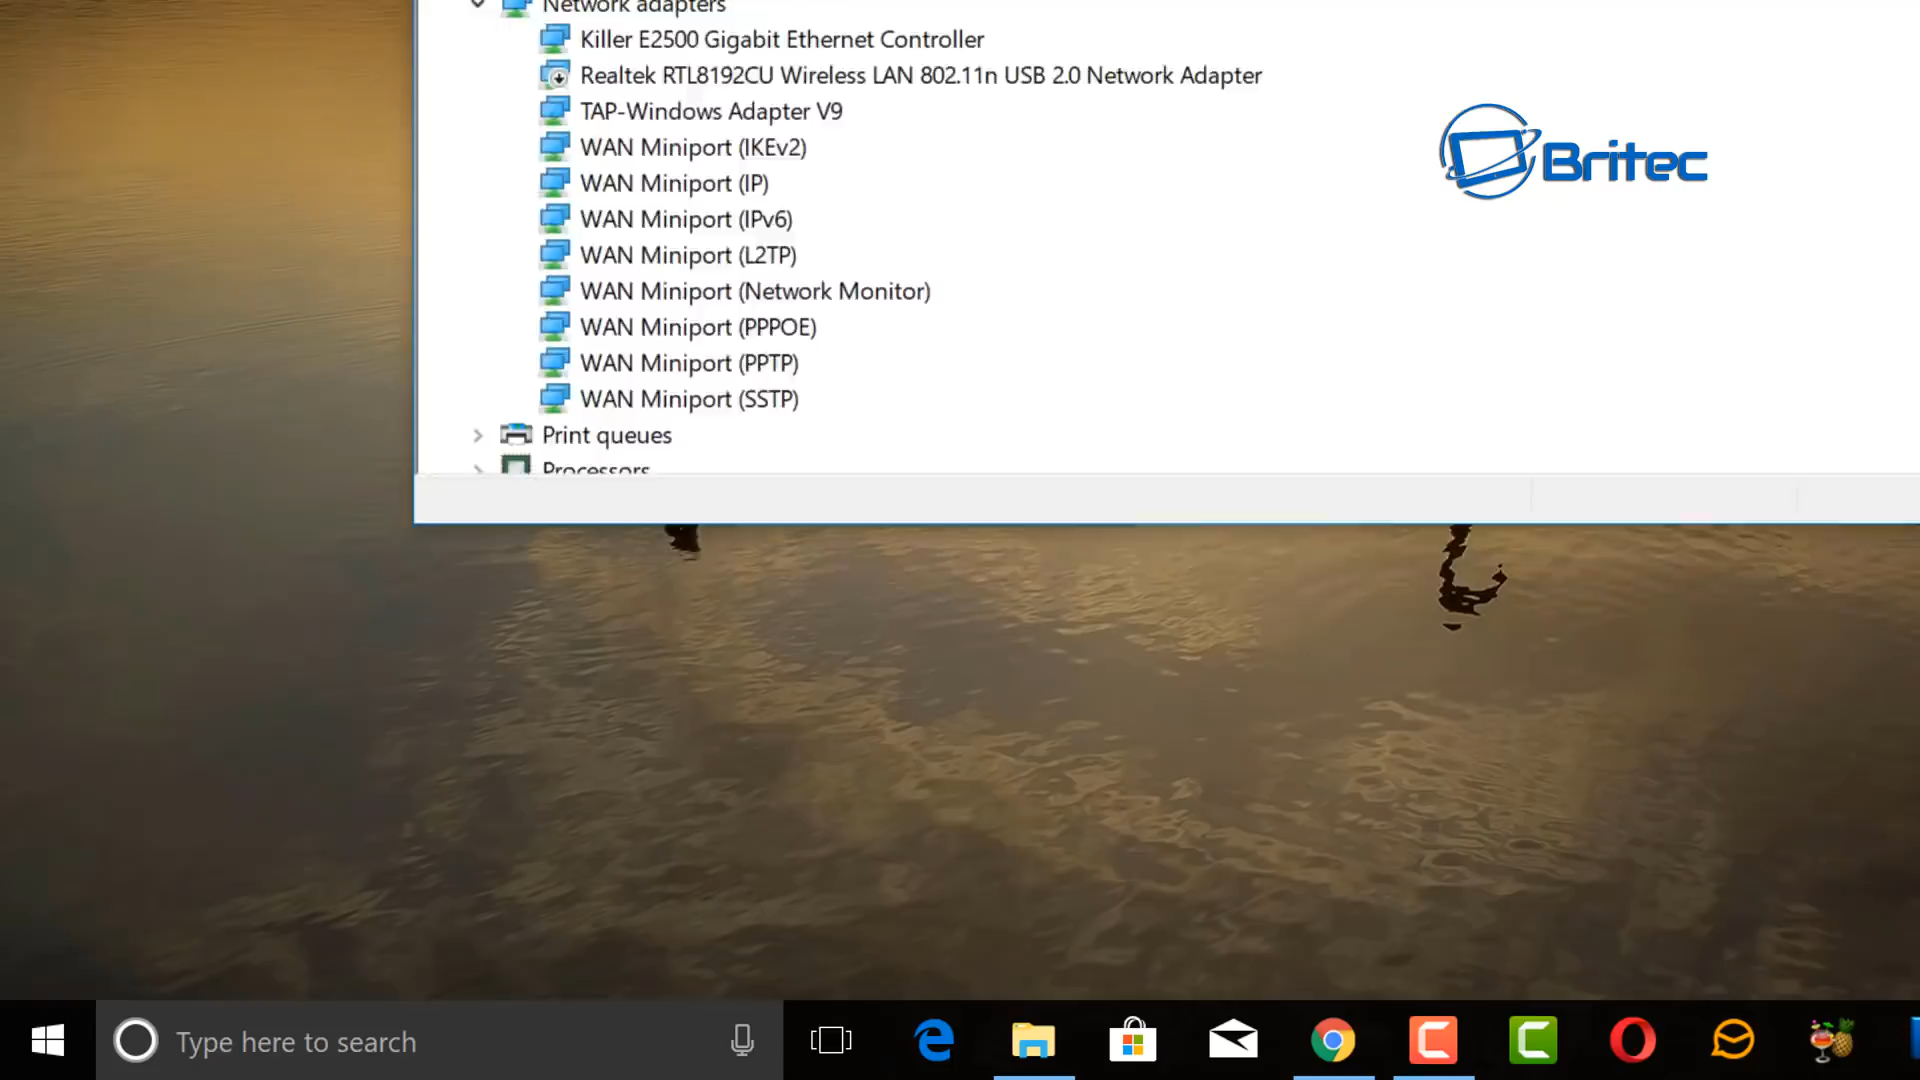 Network adapters
Killer E2500 Gigabit Ethernet Controller
Realtek RTL8192CU Wireless LAN 802.11n USB 2.0 Network Adapter
TAP-Windows Adapter V9
WAN Miniport (IKEv2)
WAN Miniport (IP)
WAN Miniport (IPv6)
WAN Miniport (L2TP)
WAN Miniport (Network Monitor)
WAN Miniport (PPPOE)
WAN Miniport (PPTP)
WAN Miniport (SSTP)
Print queues
Processors
Britec
Type here to search